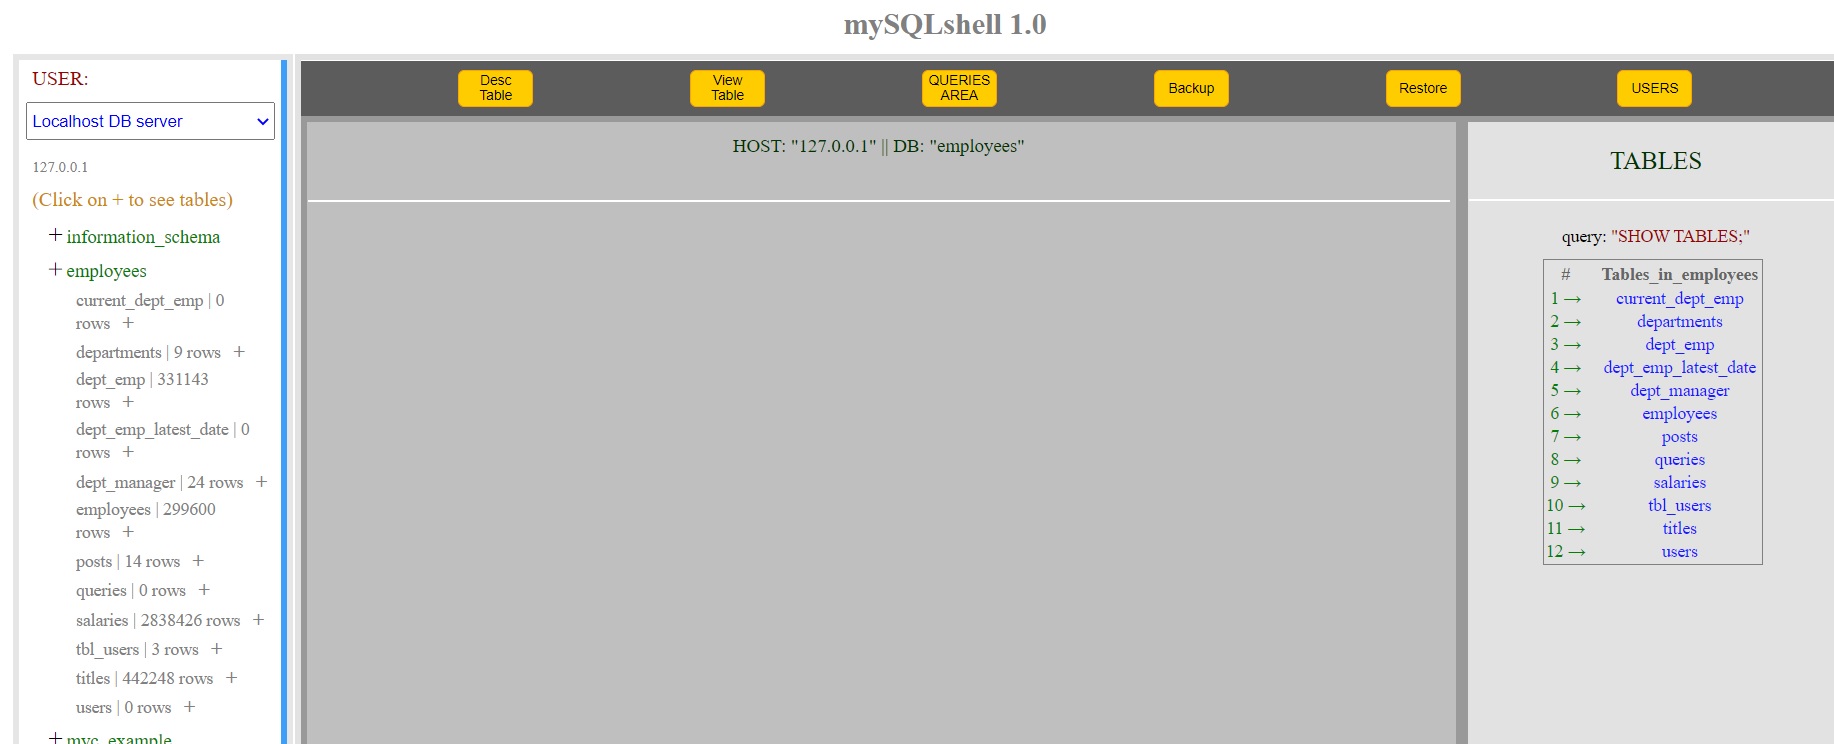 mySQLshell 1.0
USER:
Localhost DB server
127.0.0.1
(Click on + to see tables)
+ information_schema
+ employees
current_dept_emp | 0
rows +
departments | 9 rows +
dept_emp | 331143
rows +
dept_emp_latest_date | 0
rows +
dept_manager | 24 rows +
employees | 299600
rows +
posts | 14 rows +
queries | 0 rows +
salaries | 2838426 rows +
tbl_users | 3 rows +
titles | 442248 rows +
users | 0 rows +
+ mvc_example
Desc
Table
View
Table
QUERIES
AREA
Backup
Restore
USERS
HOST: "127.0.0.1" || DB: "employees"
TABLES
query: "SHOW TABLES;"
# Tables_in_employees
1 → current_dept_emp
2 → departments
3 → dept_emp
4 → dept_emp_latest_date
5 → dept_manager
6 → employees
7 → posts
8 → queries
9 → salaries
10 → tbl_users
11 → titles
12 → users